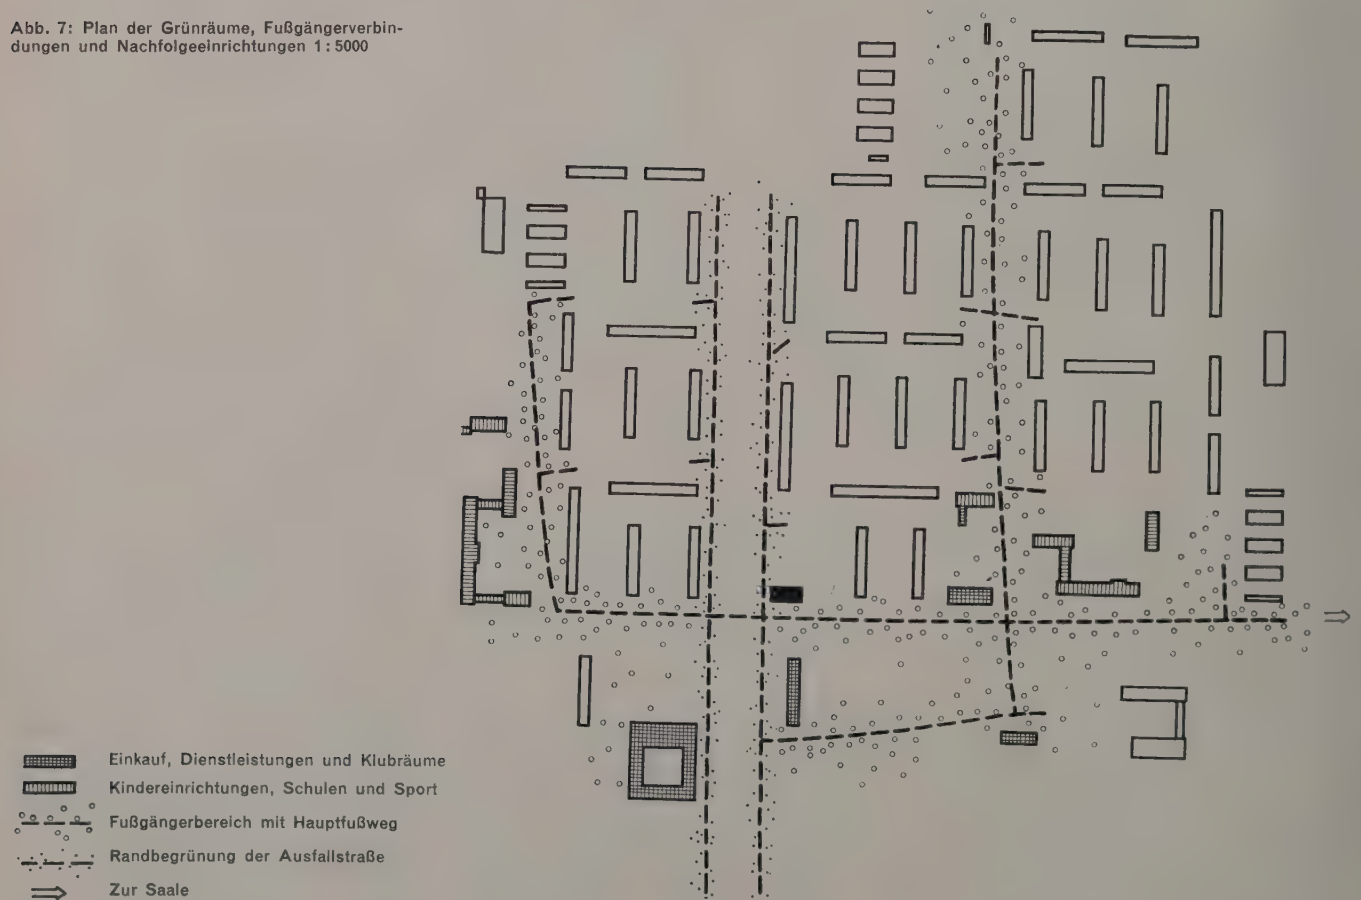 Abb. 7: Plan der Grünräume, Fußgängerverbin-
dungen und Nachfolgeeinrichtungen 1:5000
Einkauf, Dienstleistungen und Klubräume
Kindereinrichtungen, Schulen und Sport
Fußgängerbereich mit Hauptfußweg
Randbegrünung der Ausfallstraße
Zur Saale